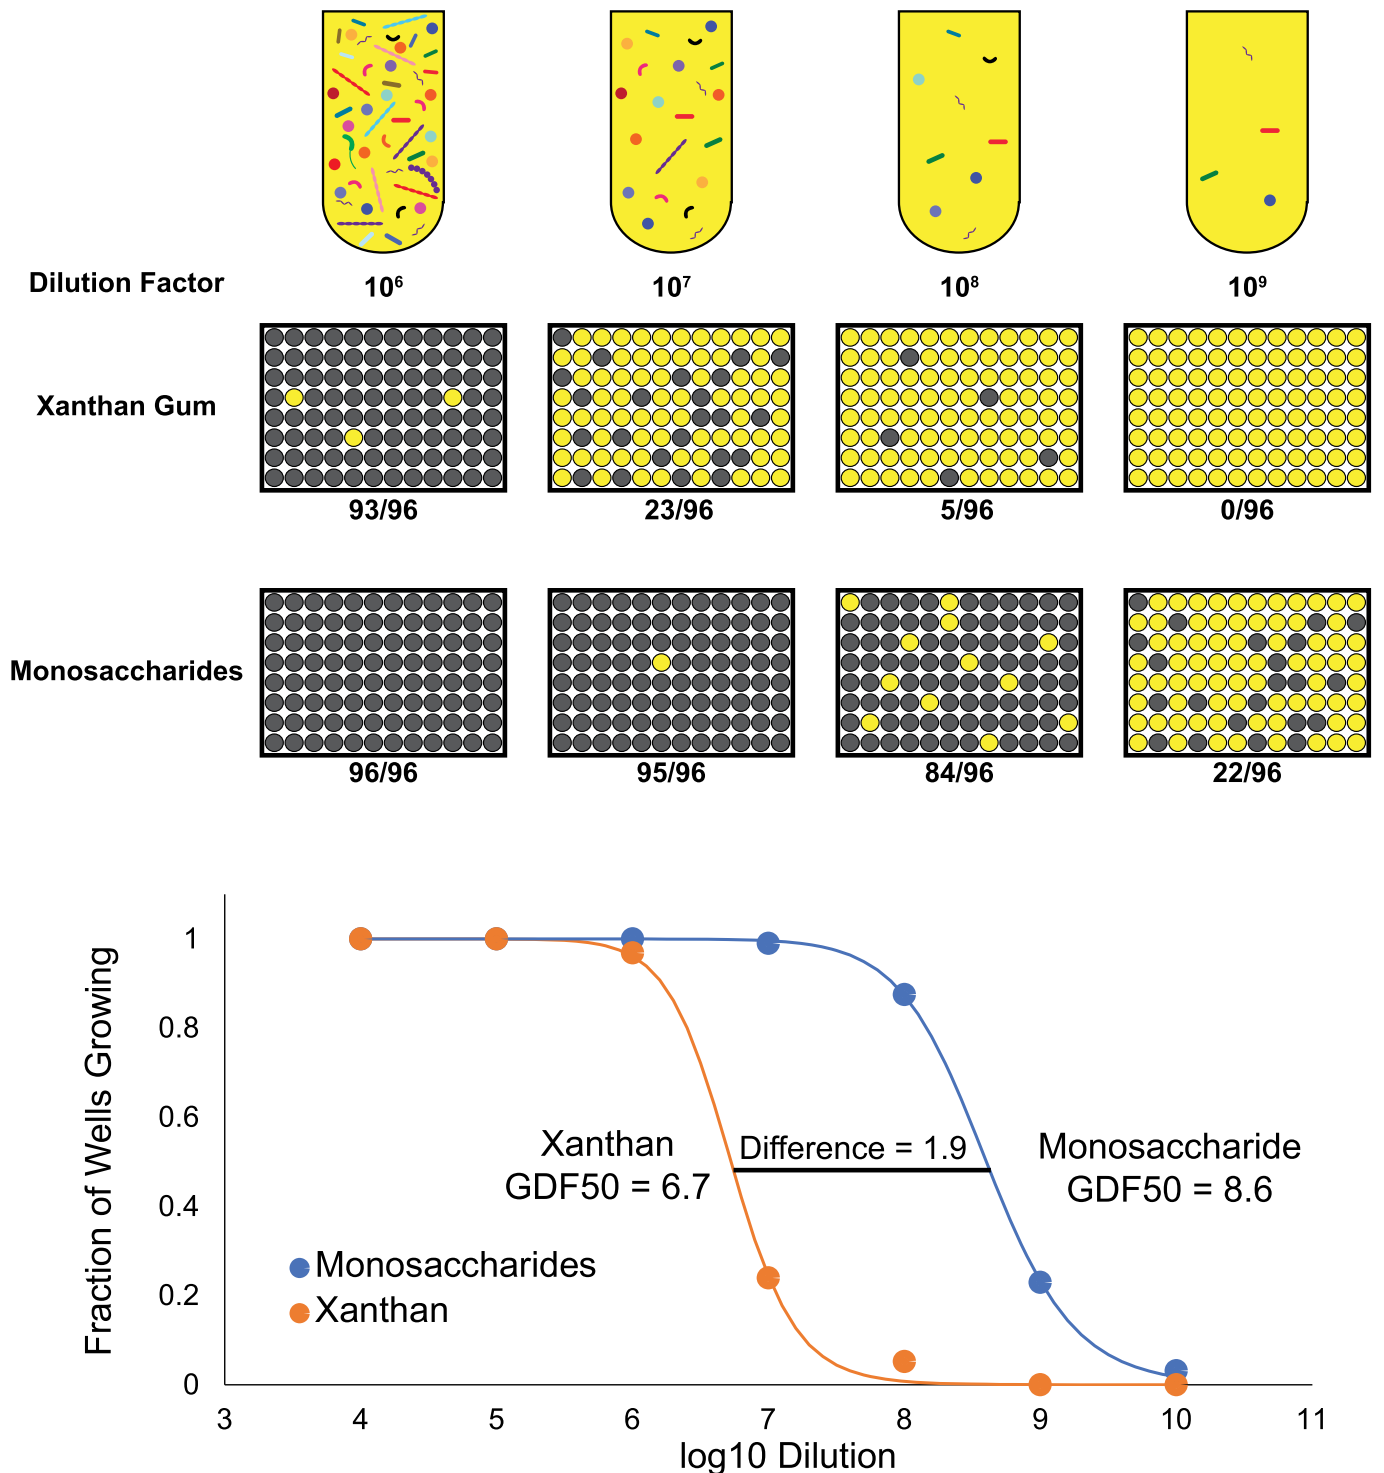 Dilution Factor
10⁶
10⁷
10⁸
10⁹
Xanthan Gum
93/96
23/96
5/96
0/96
Monosaccharides
96/96
95/96
84/96
22/96
Fraction of Wells Growing
1
0.8
0.6
0.4
0.2
0
Xanthan
GDF50 = 6.7
Difference = 1.9
Monosaccharide
GDF50 = 8.6
Monosaccharides
Xanthan
3
4
5
6
7
8
9
10
11
log10 Dilution